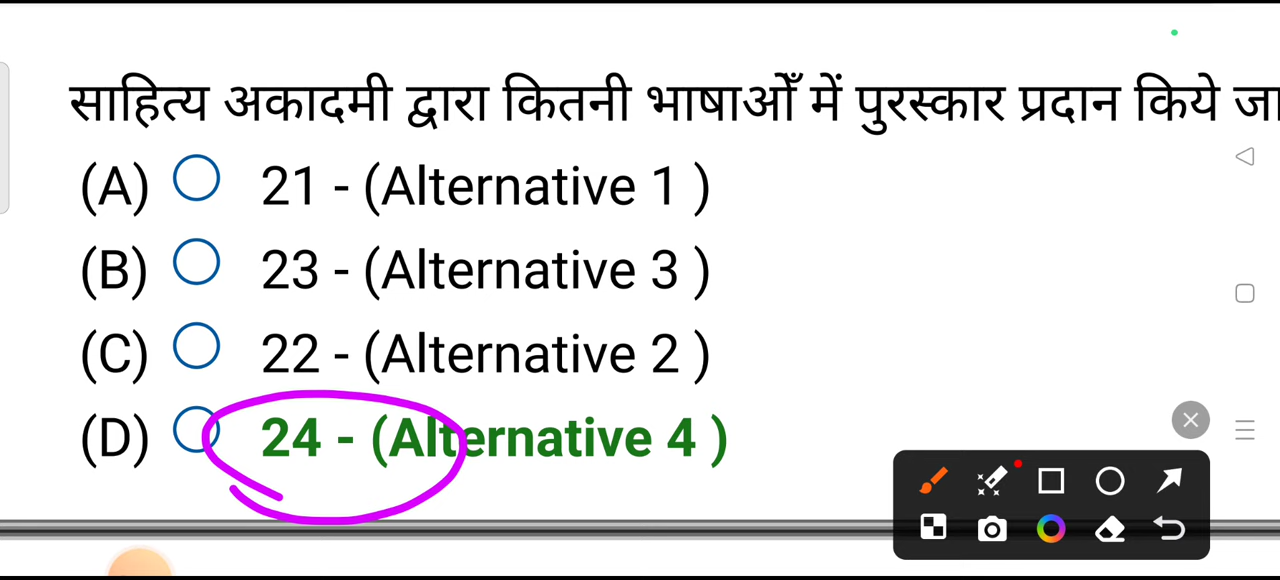 साहित्य अकादमी द्वारा कितनी भाषाओँ में पुरस्कार प्रदान किये जा
(A) 21 - (Alternative 1 )
(B) 23 - (Alternative 3 )
(C) 22 - (Alternative 2 )
(D) 24 - (Alternative 4 )